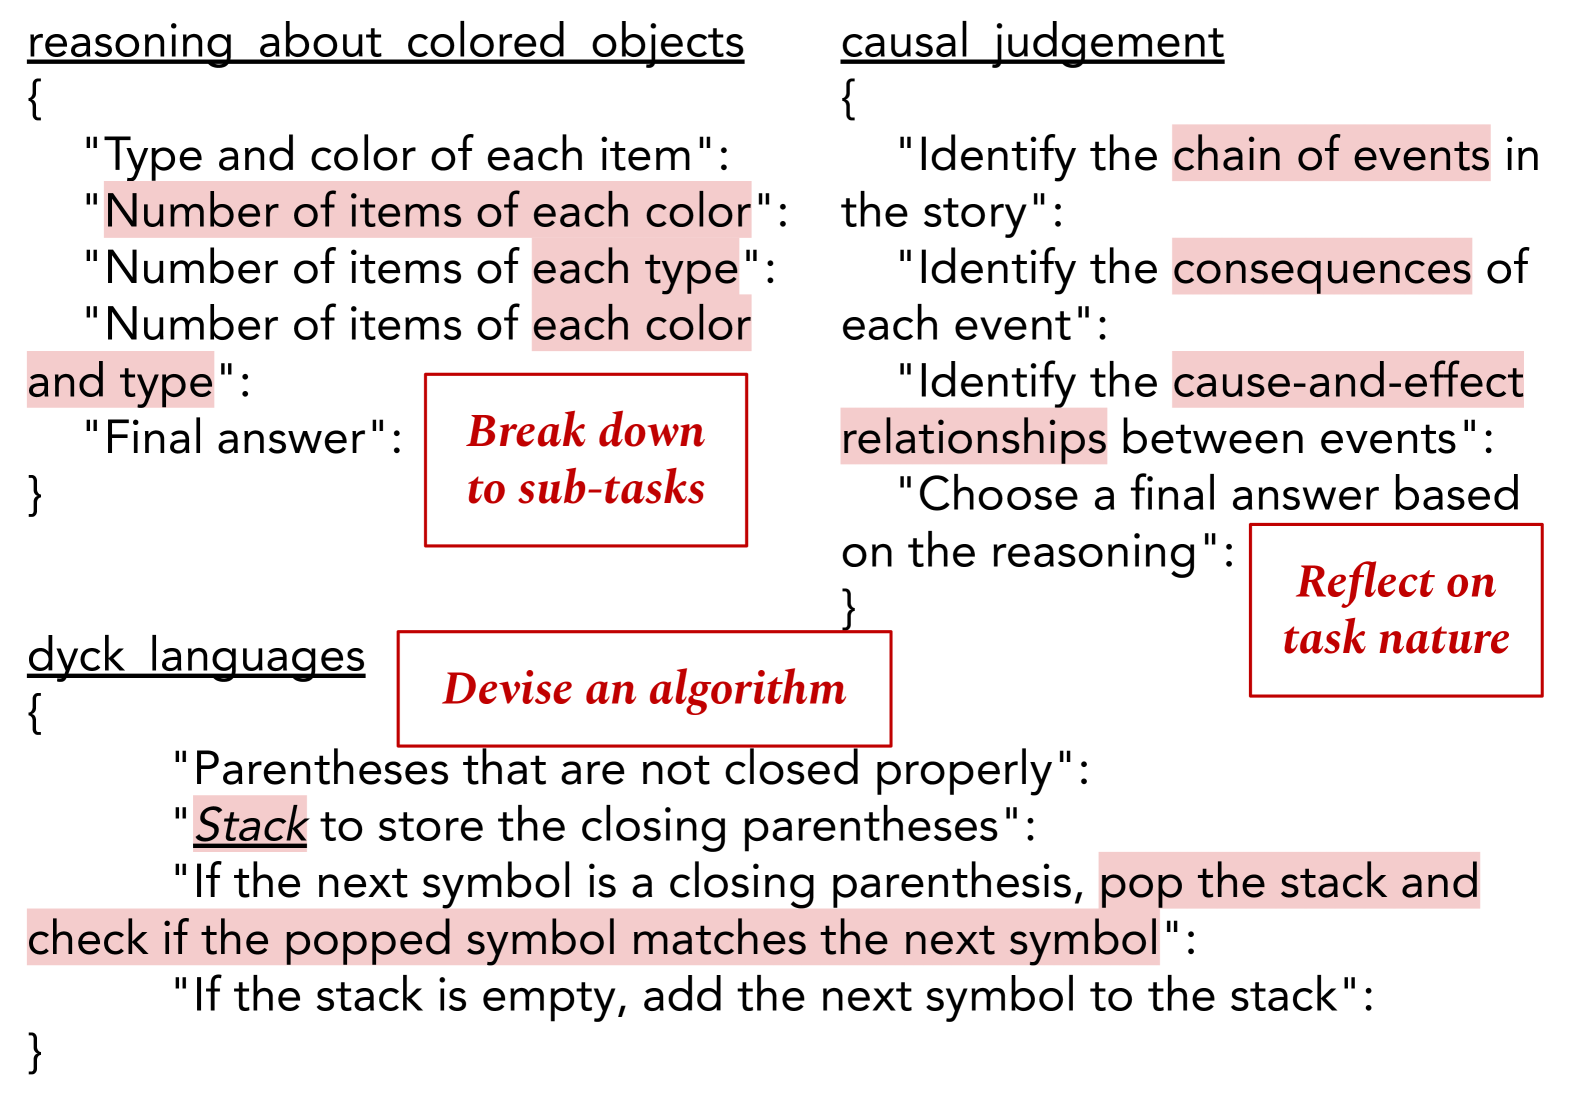 reasoning_about_colored_objects
{
"Type and color of each item":
"Number of items of each color":
"Number of items of each type":
"Number of items of each color
and type":
"Final answer":
}
Break down
to sub-tasks
causal_judgement
{
"Identify the chain of events in
the story":
"Identify the consequences of
each event":
"Identify the cause-and-effect
relationships between events":
"Choose a final answer based
on the reasoning":
}
Reflect on
task nature
dyck_languages
Devise an algorithm
{
"Parentheses that are not closed properly":
"Stack to store the closing parentheses":
"If the next symbol is a closing parenthesis, pop the stack and
check if the popped symbol matches the next symbol":
"If the stack is empty, add the next symbol to the stack":
}